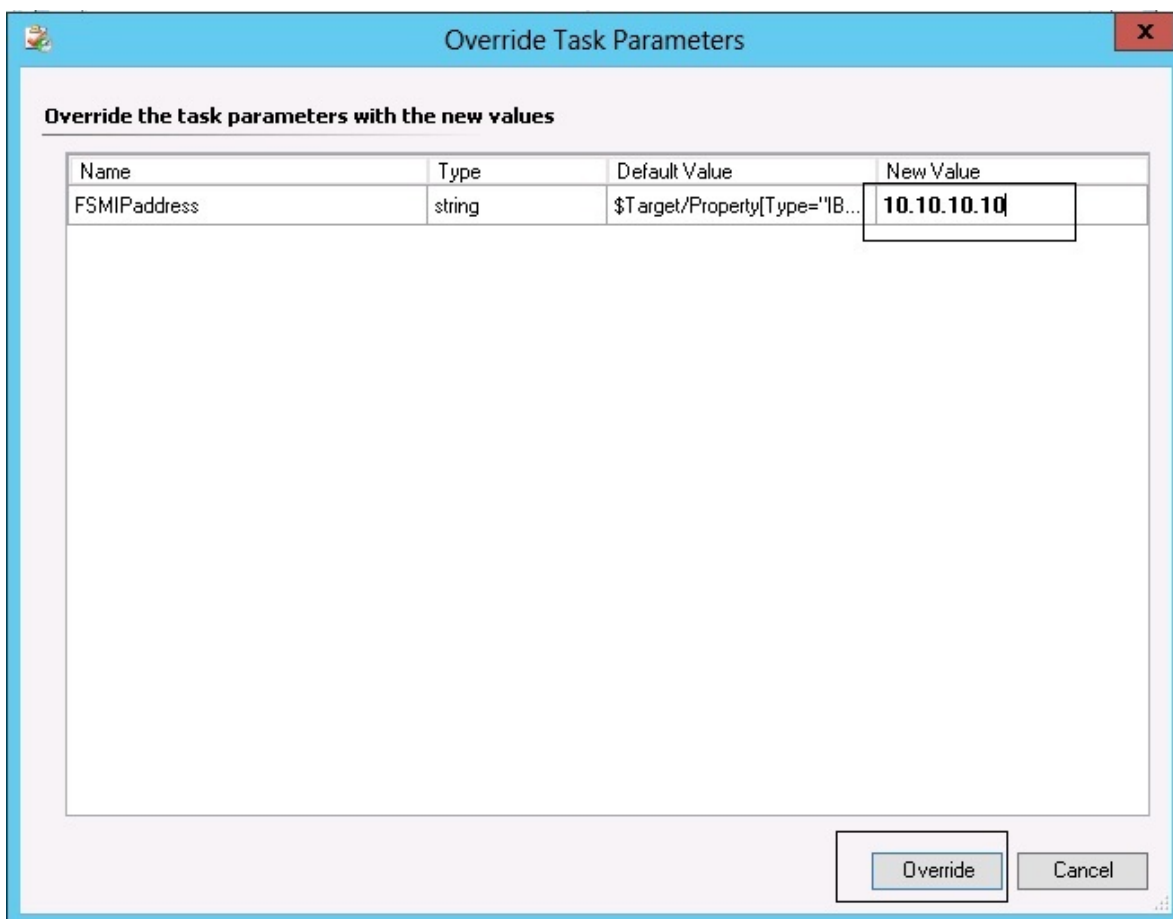 Override Task Parameters
x
Override the task parameters with the new values
Name Type Default Value New Value
FSMIPaddress string $Target/Property[Type="IB... 10.10.10.10
Override Cancel